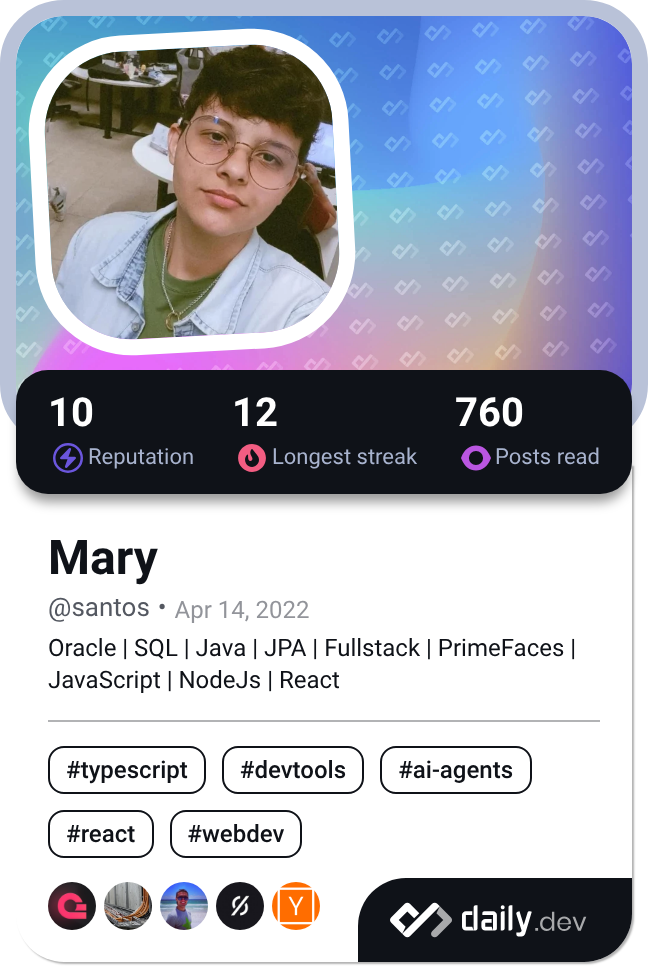 10 12 760
Reputation Longest streak Posts read
Mary
@santos • Apr 14, 2022
Oracle | SQL | Java | JPA | Fullstack | PrimeFaces |
JavaScript | NodeJs | React
#typescript #devtools #ai-agents
#react #webdev
Y
daily.dev